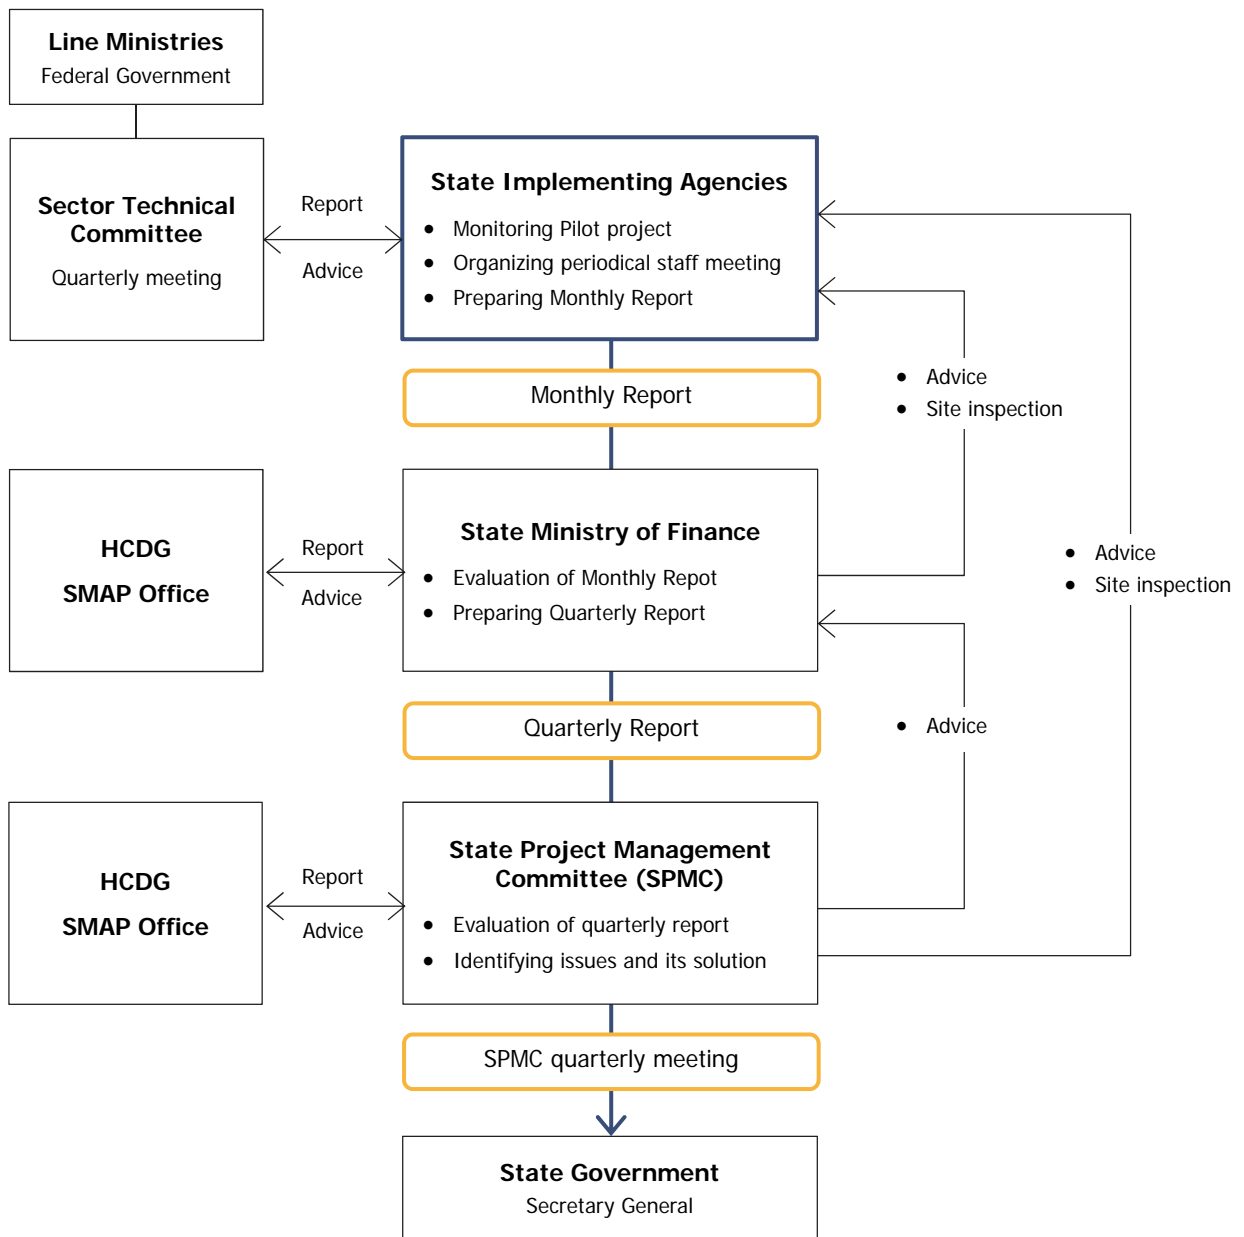 Line Ministries
Federal Government
Sector Technical
Committee
Quarterly meeting
Report
Advice
State Implementing Agencies
• Monitoring Pilot project
• Organizing periodical staff meeting
• Preparing Monthly Report
Monthly Report
• Advice
• Site inspection
HCDG
SMAP Office
Report
Advice
State Ministry of Finance
• Evaluation of Monthly Repot
• Preparing Quarterly Report
• Advice
• Site inspection
Quarterly Report
• Advice
HCDG
SMAP Office
Report
Advice
State Project Management
Committee (SPMC)
• Evaluation of quarterly report
• Identifying issues and its solution
SPMC quarterly meeting
State Government
Secretary General